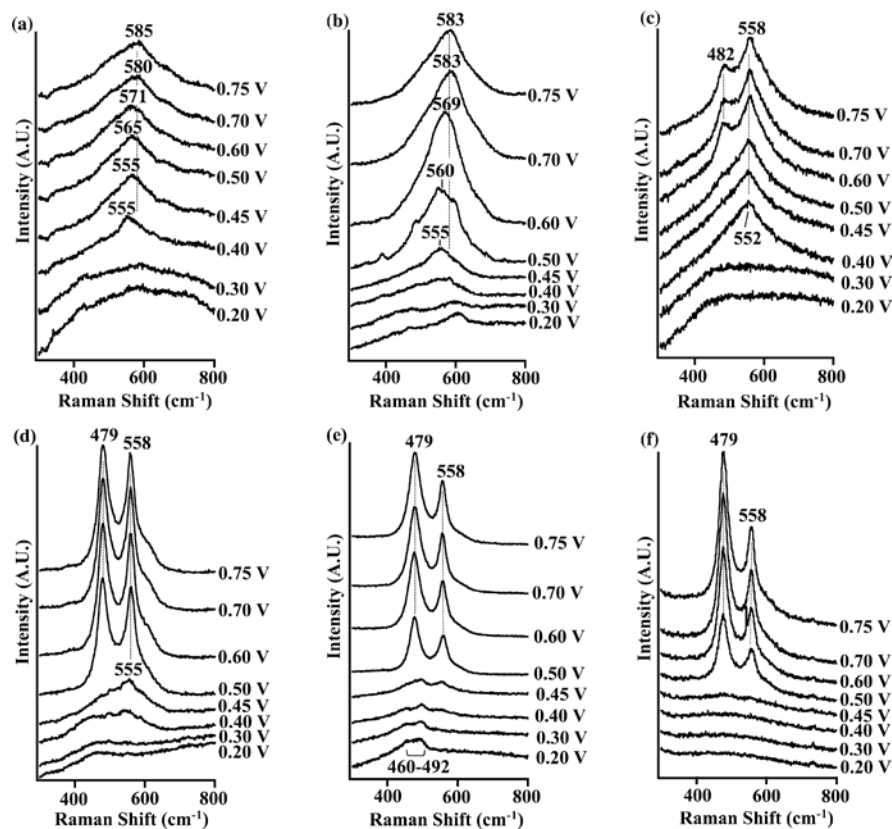 (a)
585
580
571
565
555
555
0.75 V
0.70 V
0.60 V
0.50 V
0.45 V
0.40 V
0.30 V
0.20 V
Intensity (A.U.)
400 600 800
Raman Shift (cm⁻¹)
(b)
583
583
569
560
555
0.75 V
0.70 V
0.60 V
0.50 V
0.45 V
0.40 V
0.30 V
0.20 V
Intensity (A.U.)
400 600 800
Raman Shift (cm⁻¹)
(c)
558
482
552
0.75 V
0.70 V
0.60 V
0.50 V
0.45 V
0.40 V
0.30 V
0.20 V
Intensity (A.U.)
400 600 800
Raman Shift (cm⁻¹)
(d)
479
558
555
0.75 V
0.70 V
0.60 V
0.50 V
0.45 V
0.40 V
0.30 V
0.20 V
Intensity (A.U.)
400 600 800
Raman Shift (cm⁻¹)
(e)
479
558
0.75 V
0.70 V
0.60 V
0.50 V
0.45 V
0.40 V
0.30 V
0.20 V
460-492
Intensity (A.U.)
400 600 800
Raman Shift (cm⁻¹)
(f)
479
558
0.75 V
0.70 V
0.60 V
0.50 V
0.45 V
0.40 V
0.30 V
0.20 V
Intensity (A.U.)
400 600 800
Raman Shift (cm⁻¹)